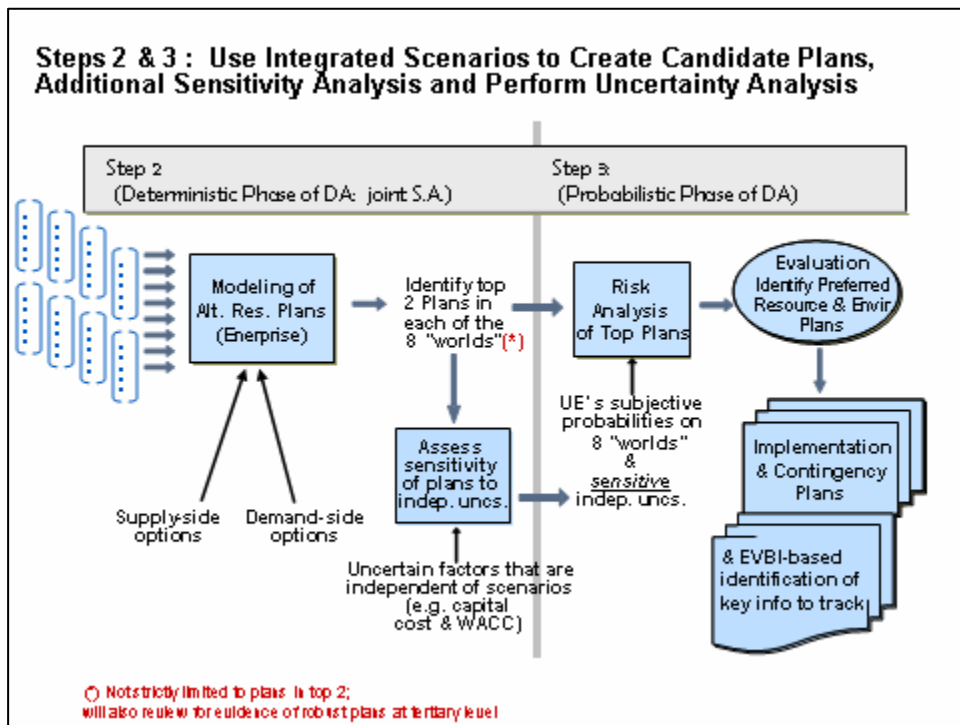 Steps 2 & 3 : Use Integrated Scenarios to Create Candidate Plans,
Additional Sensitivity Analysis and Perform Uncertainty Analysis
Step 2
(Deterministic Phase of DA: joint S.A.)
Step 3:
(Probabilistic Phase of DA)
Modeling of
Alt. Res. Plans
(Enerprise)
Identify top
2 Plans in
each of the
8 "worlds"(*)
Risk
Analysis
of Top Plans
Evaluation
Identify Preferred
Resource & Envir.
Plans
Supply-side
options
Demand-side
options
Assess
sensitivity
of plans to
indep. uncs.
Uncertain factors that are
independent of scenarios
(e.g. capital
cost & WACC)
UE's subjective
probabilities on
8 "worlds"
&
sensitive
indep. uncs.
Implementation
& Contingency
Plans
& EVBI-based
identification of
key info to track
(*) Not strictly limited to plans in top 2;
will also review for evidence of robust plans at tertiary level